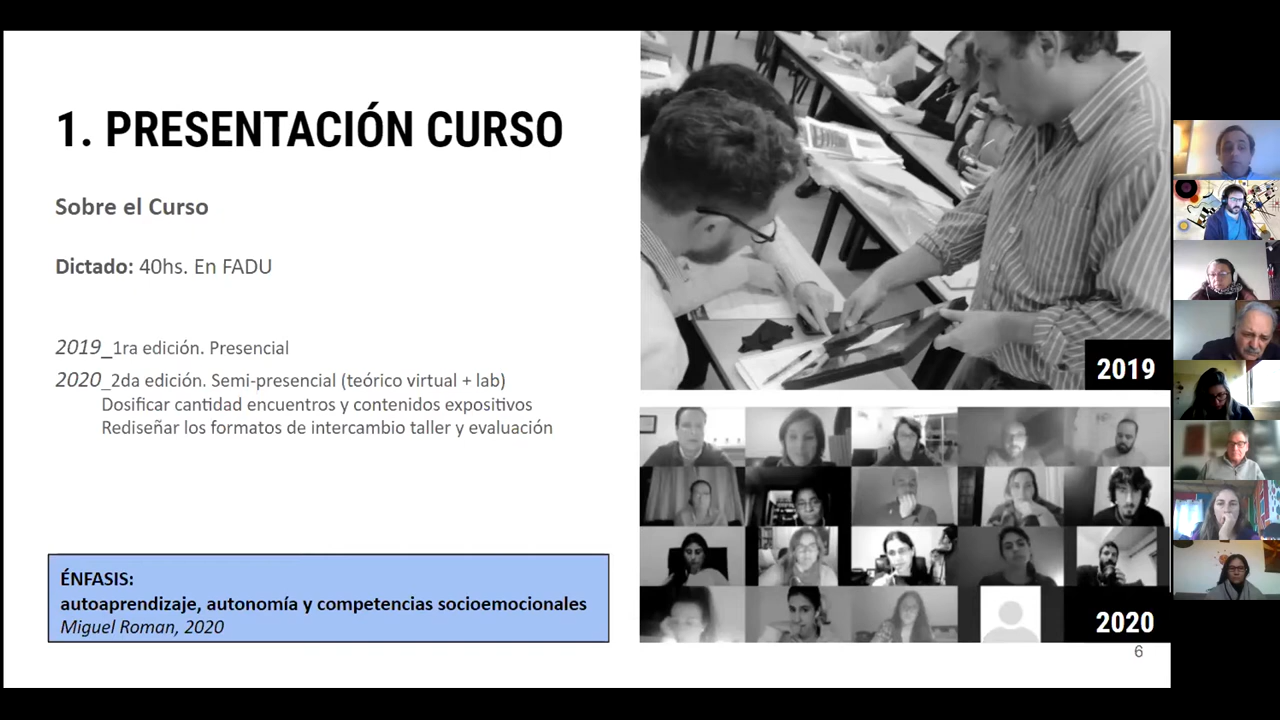 1. PRESENTACIÓN CURSO
Sobre el Curso
Dictado: 40hs. En FADU
2019_1ra edición. Presencial
2020_2da edición. Semi-presencial (teórico virtual + lab)
Dosificar cantidad encuentros y contenidos expositivos
Rediseñar los formatos de intercambio taller y evaluación
ÉNFASIS:
autoaprendizaje, autonomía y competencias socioemocionales
Miguel Roman, 2020
2019
2020
6